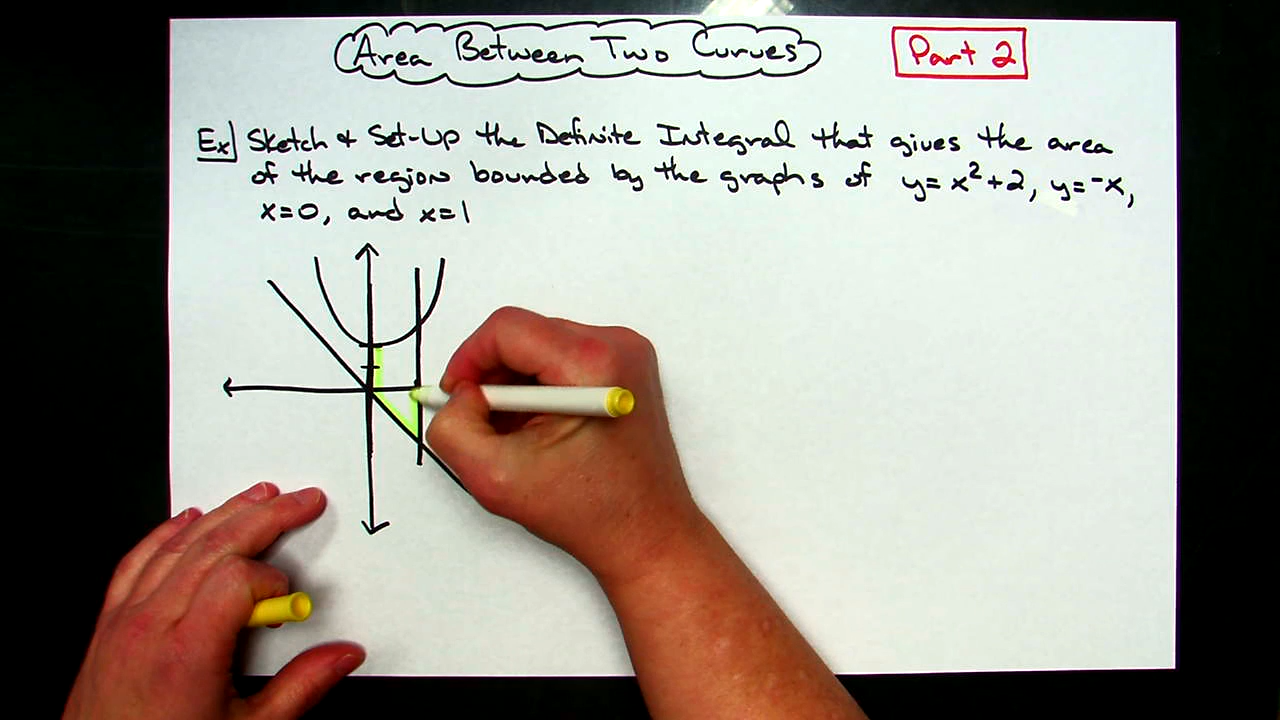 Area Between Two Curves
Part 2
Ex] Sketch & Set-Up the Definite Integral that gives the area
of the region bounded by the graphs of y=x²+2, y=-x,
x=0, and x=1